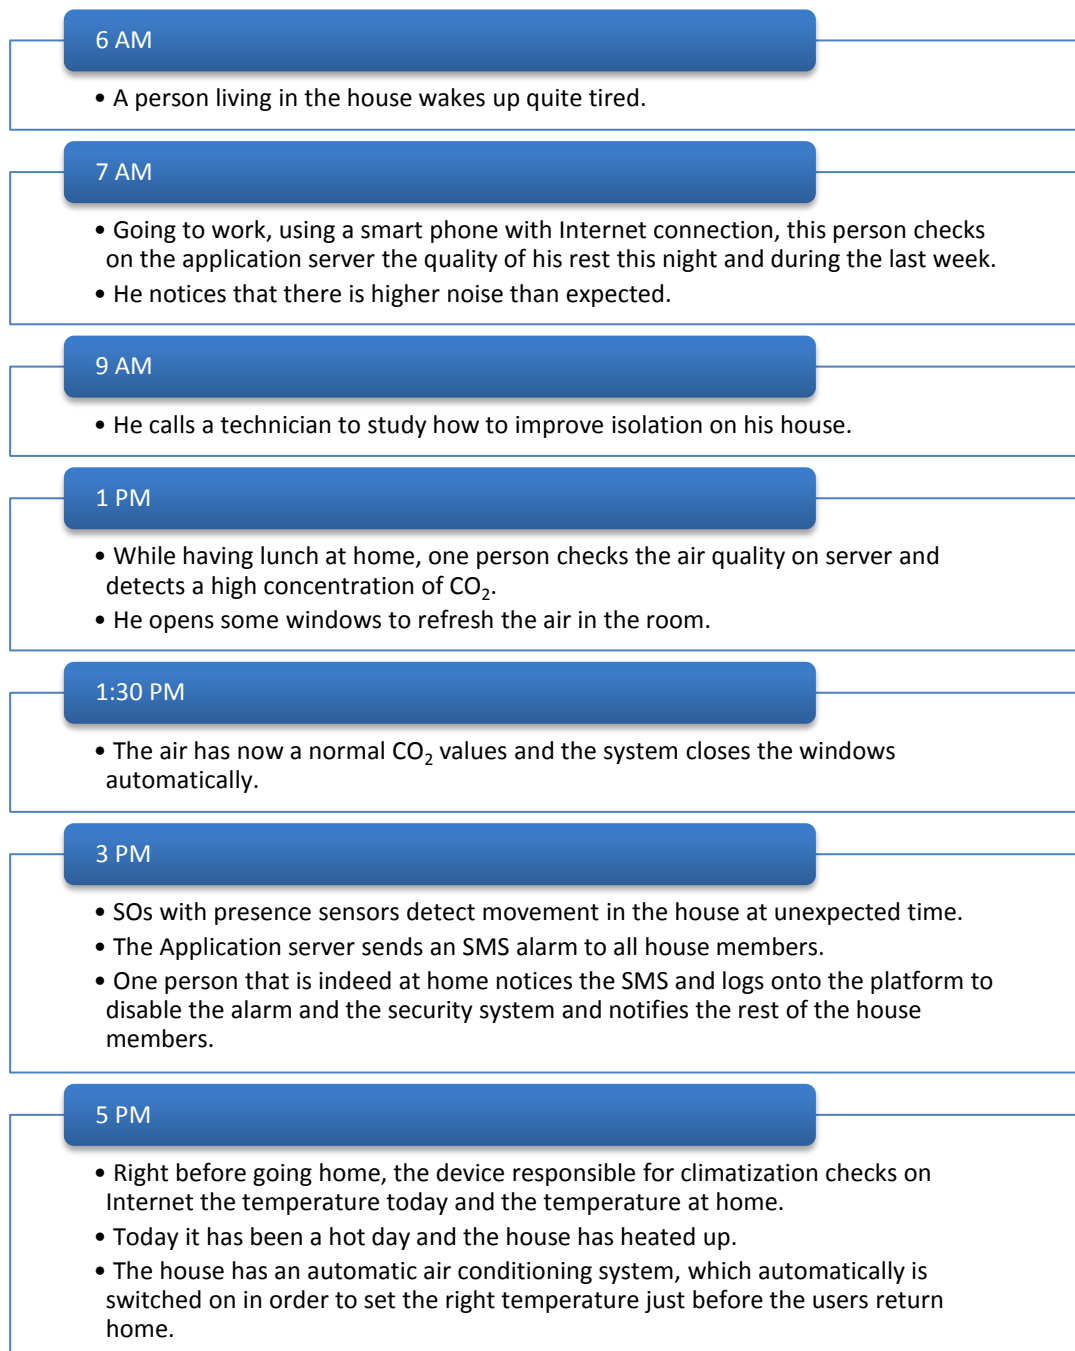 6 AM
• A person living in the house wakes up quite tired.
7 AM
• Going to work, using a smart phone with Internet connection, this person checks
on the application server the quality of his rest this night and during the last week.
• He notices that there is higher noise than expected.
9 AM
• He calls a technician to study how to improve isolation on his house.
1 PM
• While having lunch at home, one person checks the air quality on server and
detects a high concentration of CO₂.
• He opens some windows to refresh the air in the room.
1:30 PM
• The air has now a normal CO₂ values and the system closes the windows
automatically.
3 PM
• SOs with presence sensors detect movement in the house at unexpected time.
• The Application server sends an SMS alarm to all house members.
• One person that is indeed at home notices the SMS and logs onto the platform to
disable the alarm and the security system and notifies the rest of the house
members.
5 PM
• Right before going home, the device responsible for climatization checks on
Internet the temperature today and the temperature at home.
• Today it has been a hot day and the house has heated up.
• The house has an automatic air conditioning system, which automatically is
switched on in order to set the right temperature just before the users return
home.